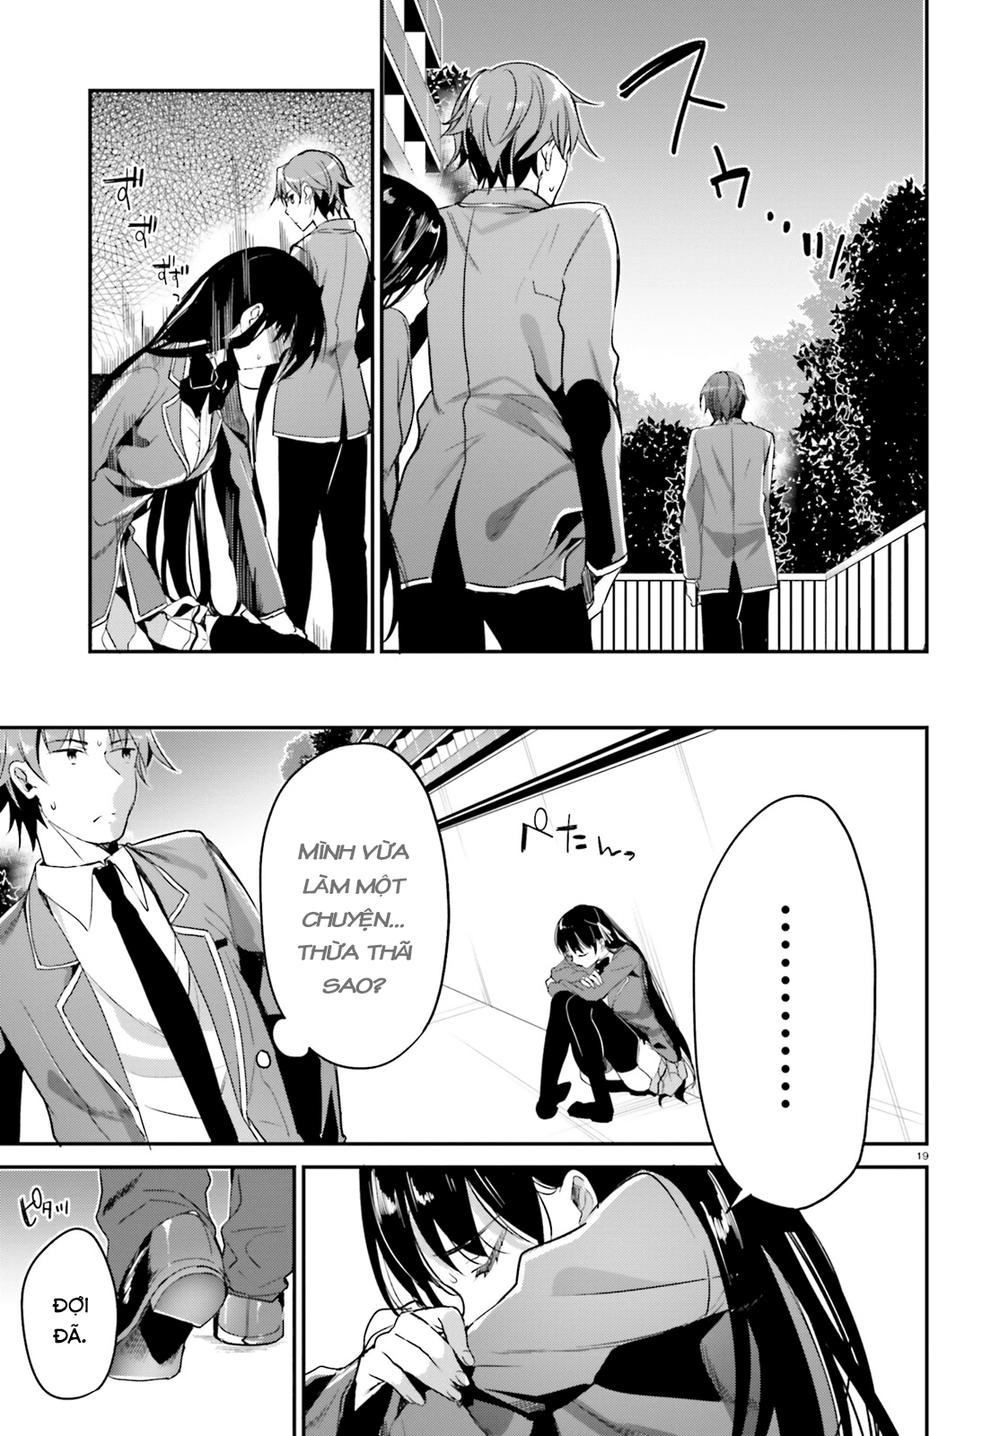 スゥ…
ず
ず
ずずっ
ぺたんっ
…………
MÌNH VỪA
LÀM MỘT
CHUYỆN...
THỪA THÃI
SAO?
19
ピタッ
ĐỢI
ĐÃ.